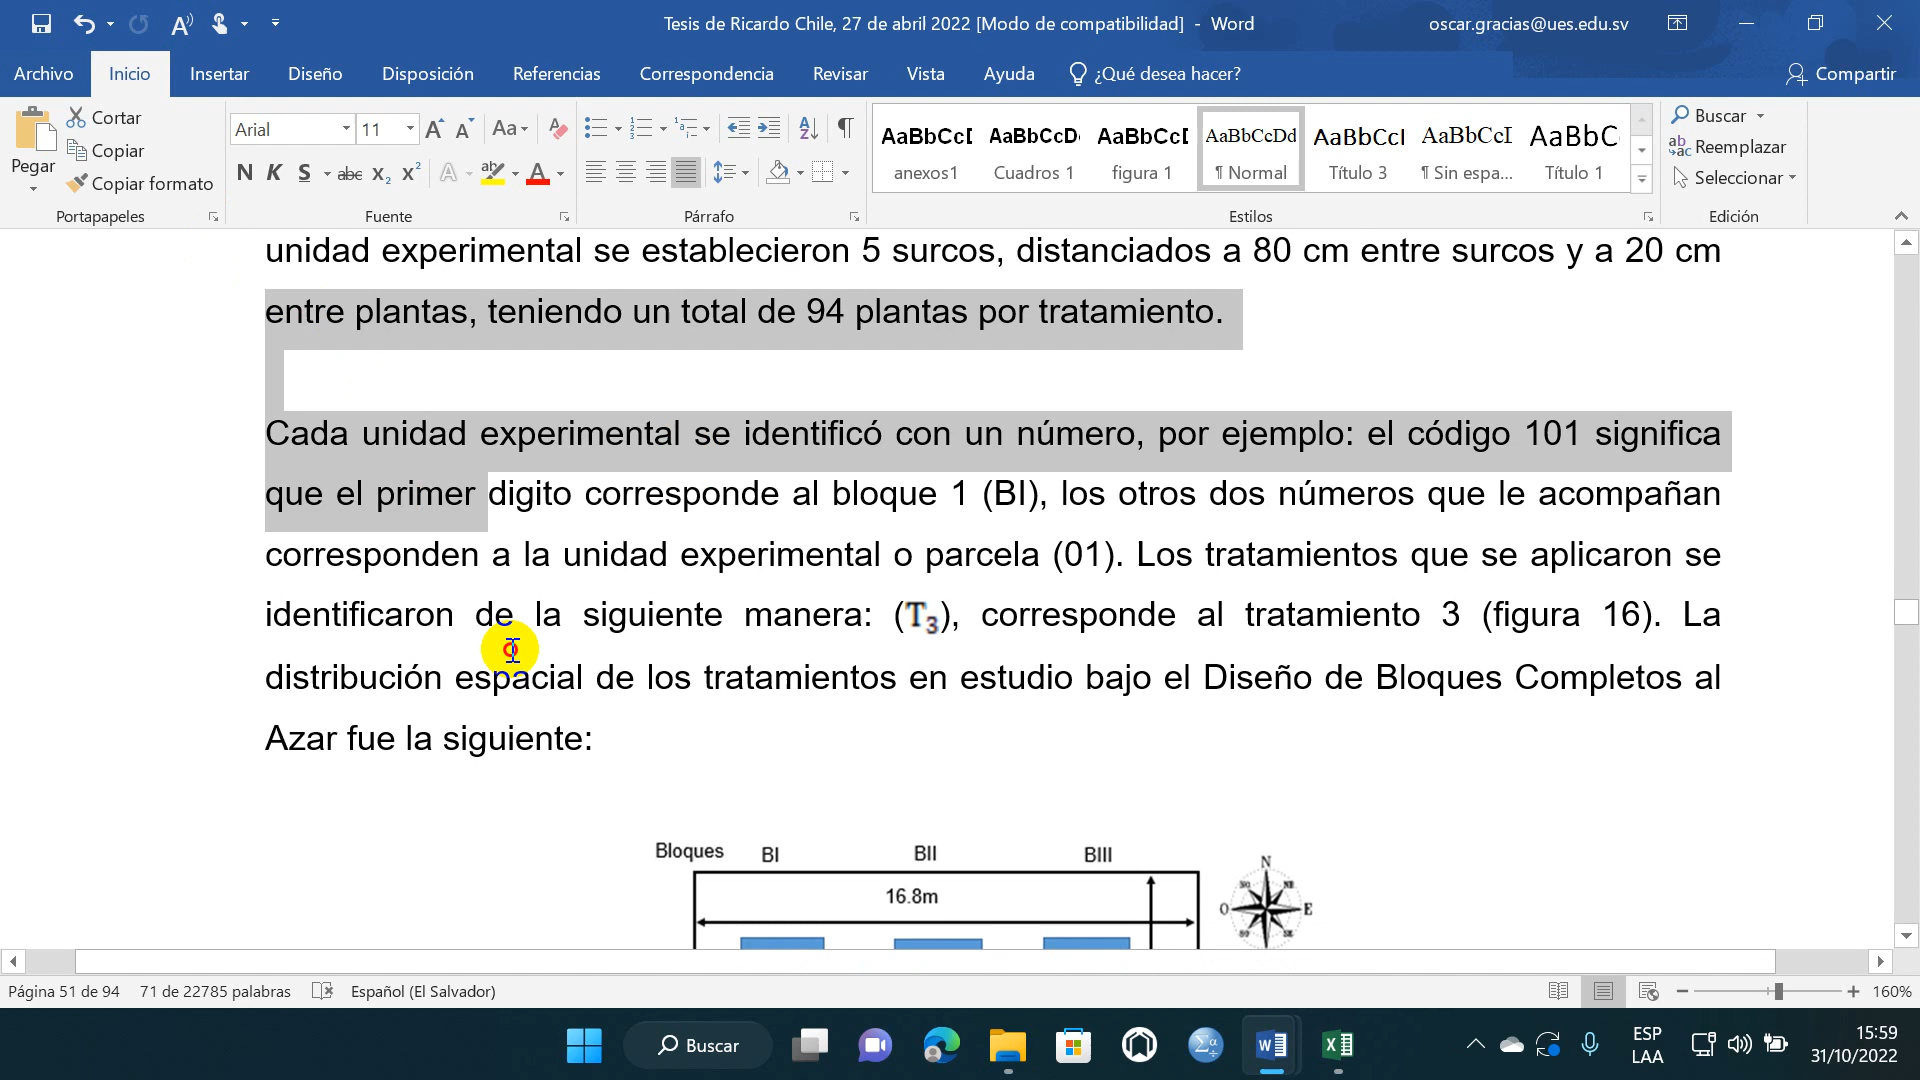 Tesis de Ricardo Chile, 27 de abril 2022 [Modo de compatibilidad] - Word
oscar.gracias@ues.edu.sv
Archivo Inicio Insertar Diseño Disposición Referencias Correspondencia Revisar Vista Ayuda ¿Qué desea hacer? Compartir
Pegar
Cortar
Copiar
Copiar formato
Portapapeles
Arial 11
N K S abc x₂ x²
Fuente
Párrafo
AaBbCcI AaBbCcD AaBbCcI AaBbCcDd AaBbCcI AaBbCcI AaBbC
anexos1 Cuadros 1 figura 1 ¶ Normal Título 3 ¶ Sin espa... Título 1
Estilos
Buscar
Reemplazar
Seleccionar
Edición
unidad experimental se establecieron 5 surcos, distanciados a 80 cm entre surcos y a 20 cm
entre plantas, teniendo un total de 94 plantas por tratamiento.
Cada unidad experimental se identificó con un número, por ejemplo: el código 101 significa
que el primer digito corresponde al bloque 1 (BI), los otros dos números que le acompañan
corresponden a la unidad experimental o parcela (01). Los tratamientos que se aplicaron se
identificaron de la siguiente manera: (T₃), corresponde al tratamiento 3 (figura 16). La
distribución espacial de los tratamientos en estudio bajo el Diseño de Bloques Completos al
Azar fue la siguiente:
Bloques BI BII BIII
16.8m
N
O E
Página 51 de 94 71 de 22785 palabras Español (El Salvador) 160%
Buscar
ESP
LAA
15:59
31/10/2022